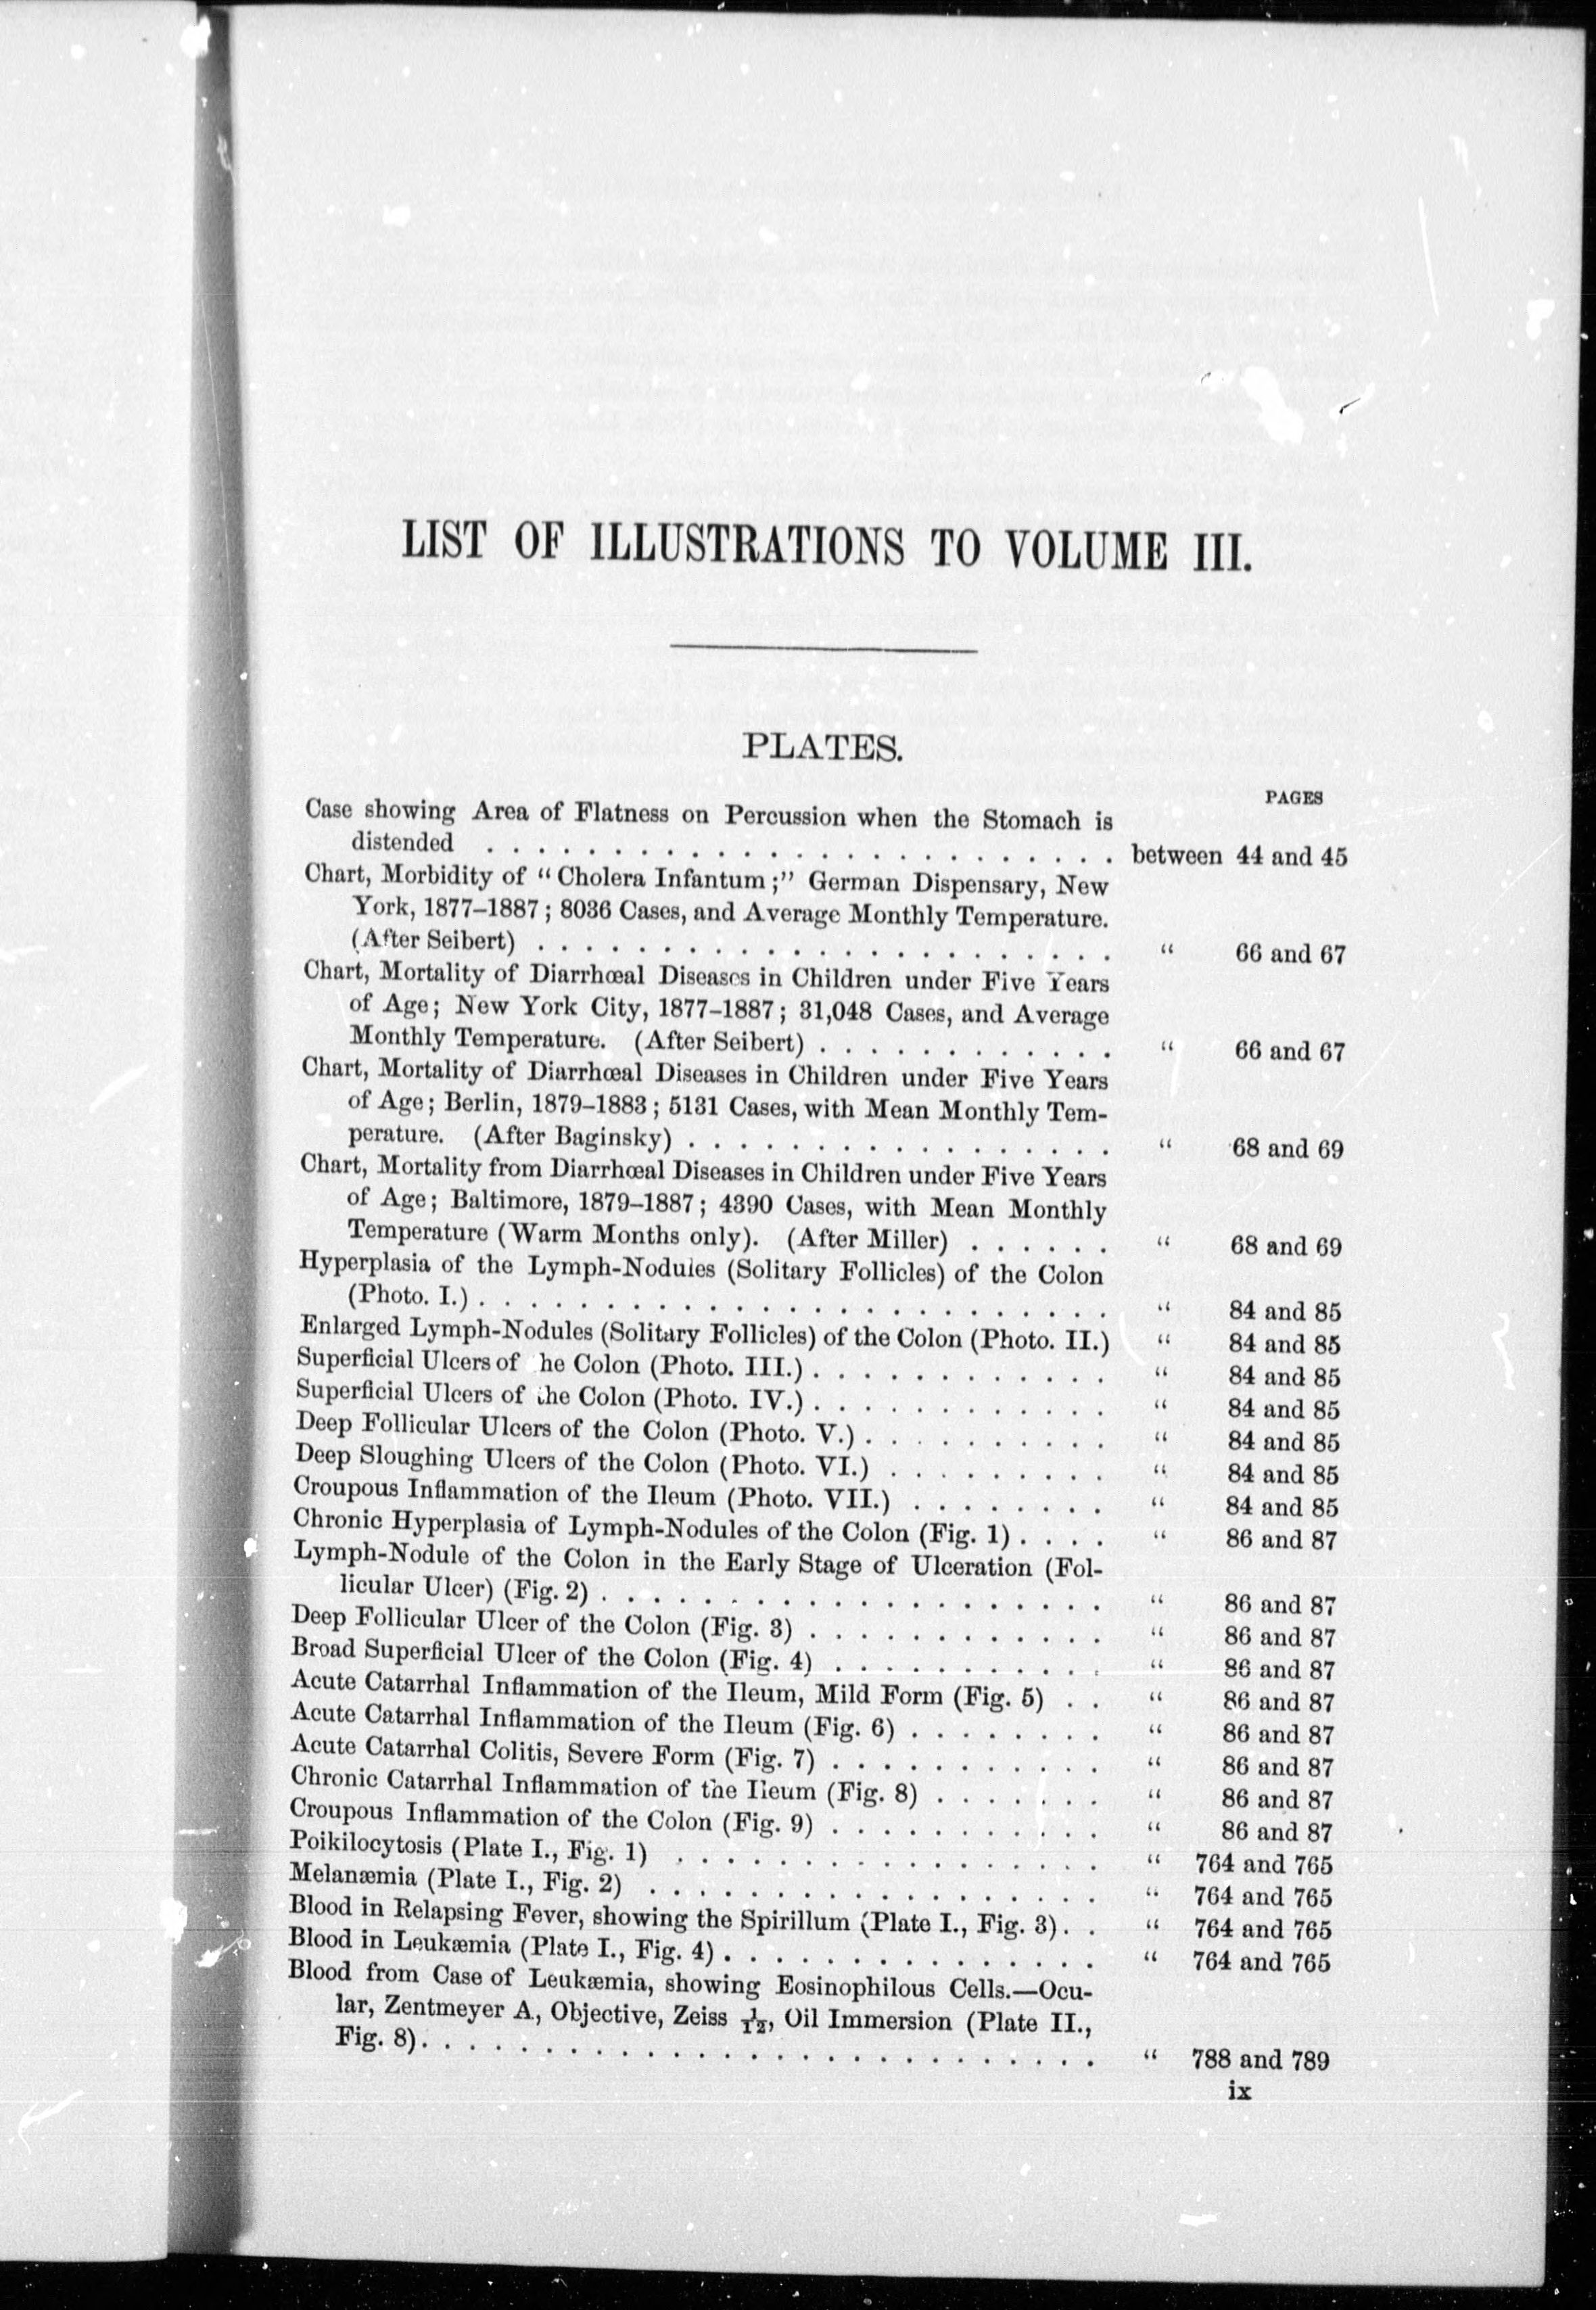 LIST OF ILLUSTRATIONS TO VOLUME III.
PLATES.
PAGES
Case showing Area of Flatness on Percussion when the Stomach is
distended . . . . . . . . . . . . . . . . . . . . . . . . . between 44 and 45
Chart, Morbidity of "Cholera Infantum;" German Dispensary, New
York, 1877–1887; 8036 Cases, and Average Monthly Temperature.
(After Seibert) . . . . . . . . . . . . . . . . . . . . . . . " 66 and 67
Chart, Mortality of Diarrhœal Diseases in Children under Five Years
of Age; New York City, 1877–1887; 31,048 Cases, and Average
Monthly Temperature. (After Seibert) . . . . . . . . . . . . " 66 and 67
Chart, Mortality of Diarrhœal Diseases in Children under Five Years
of Age; Berlin, 1879–1883; 5131 Cases, with Mean Monthly Tem-
perature. (After Baginsky) . . . . . . . . . . . . . . . . . " 68 and 69
Chart, Mortality from Diarrhœal Diseases in Children under Five Years
of Age; Baltimore, 1879–1887; 4390 Cases, with Mean Monthly
Temperature (Warm Months only). (After Miller) . . . . . . " 68 and 69
Hyperplasia of the Lymph-Nodules (Solitary Follicles) of the Colon
(Photo. I.) . . . . . . . . . . . . . . . . . . . . . . . . . " 84 and 85
Enlarged Lymph-Nodules (Solitary Follicles) of the Colon (Photo. II.) " 84 and 85
Superficial Ulcers of he Colon (Photo. III.) . . . . . . . . . . . . " 84 and 85
Superficial Ulcers of the Colon (Photo. IV.) . . . . . . . . . . . . " 84 and 85
Deep Follicular Ulcers of the Colon (Photo. V.) . . . . . . . . . . " 84 and 85
Deep Sloughing Ulcers of the Colon (Photo. VI.) . . . . . . . . . " 84 and 85
Croupous Inflammation of the Ileum (Photo. VII.) . . . . . . . . " 84 and 85
Chronic Hyperplasia of Lymph-Nodules of the Colon (Fig. 1) . . . . " 86 and 87
Lymph-Nodule of the Colon in the Early Stage of Ulceration (Fol-
licular Ulcer) (Fig. 2) . . . . . . . . . . . . . . . . . . . . " 86 and 87
Deep Follicular Ulcer of the Colon (Fig. 3) . . . . . . . . . . . . " 86 and 87
Broad Superficial Ulcer of the Colon (Fig. 4) . . . . . . . . . . . " 86 and 87
Acute Catarrhal Inflammation of the Ileum, Mild Form (Fig. 5) . . " 86 and 87
Acute Catarrhal Inflammation of the Ileum (Fig. 6) . . . . . . . . " 86 and 87
Acute Catarrhal Colitis, Severe Form (Fig. 7) . . . . . . . . . . . " 86 and 87
Chronic Catarrhal Inflammation of the Ileum (Fig. 8) . . . . . . . " 86 and 87
Croupous Inflammation of the Colon (Fig. 9) . . . . . . . . . . . " 86 and 87
Poikilocytosis (Plate I., Fig. 1) . . . . . . . . . . . . . . . . . " 764 and 765
Melanæmia (Plate I., Fig. 2) . . . . . . . . . . . . . . . . . . " 764 and 765
Blood in Relapsing Fever, showing the Spirillum (Plate I., Fig. 3) . . " 764 and 765
Blood in Leukæmia (Plate I., Fig. 4) . . . . . . . . . . . . . . . " 764 and 765
Blood from Case of Leukæmia, showing Eosinophilous Cells.—Ocu-
lar, Zentmeyer A, Objective, Zeiss 1/12, Oil Immersion (Plate II.,
Fig. 8) . . . . . . . . . . . . . . . . . . . . . . . . . . . " 788 and 789
ix